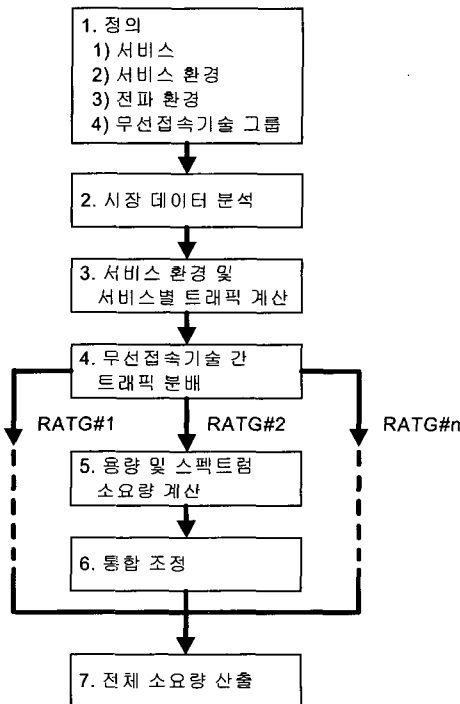 1. 정의
1) 서비스
2) 서비스 환경
3) 전파 환경
4) 무선접속기술 그룹
2. 시장 데이터 분석
3. 서비스 환경 및
서비스별 트래픽 계산
4. 무선접속기술 간
트래픽 분배
RATG#1
RATG#2
RATG#n
5. 용량 및 스펙트럼
소요량 계산
6. 통합 조정
7. 전체 소요량 산출